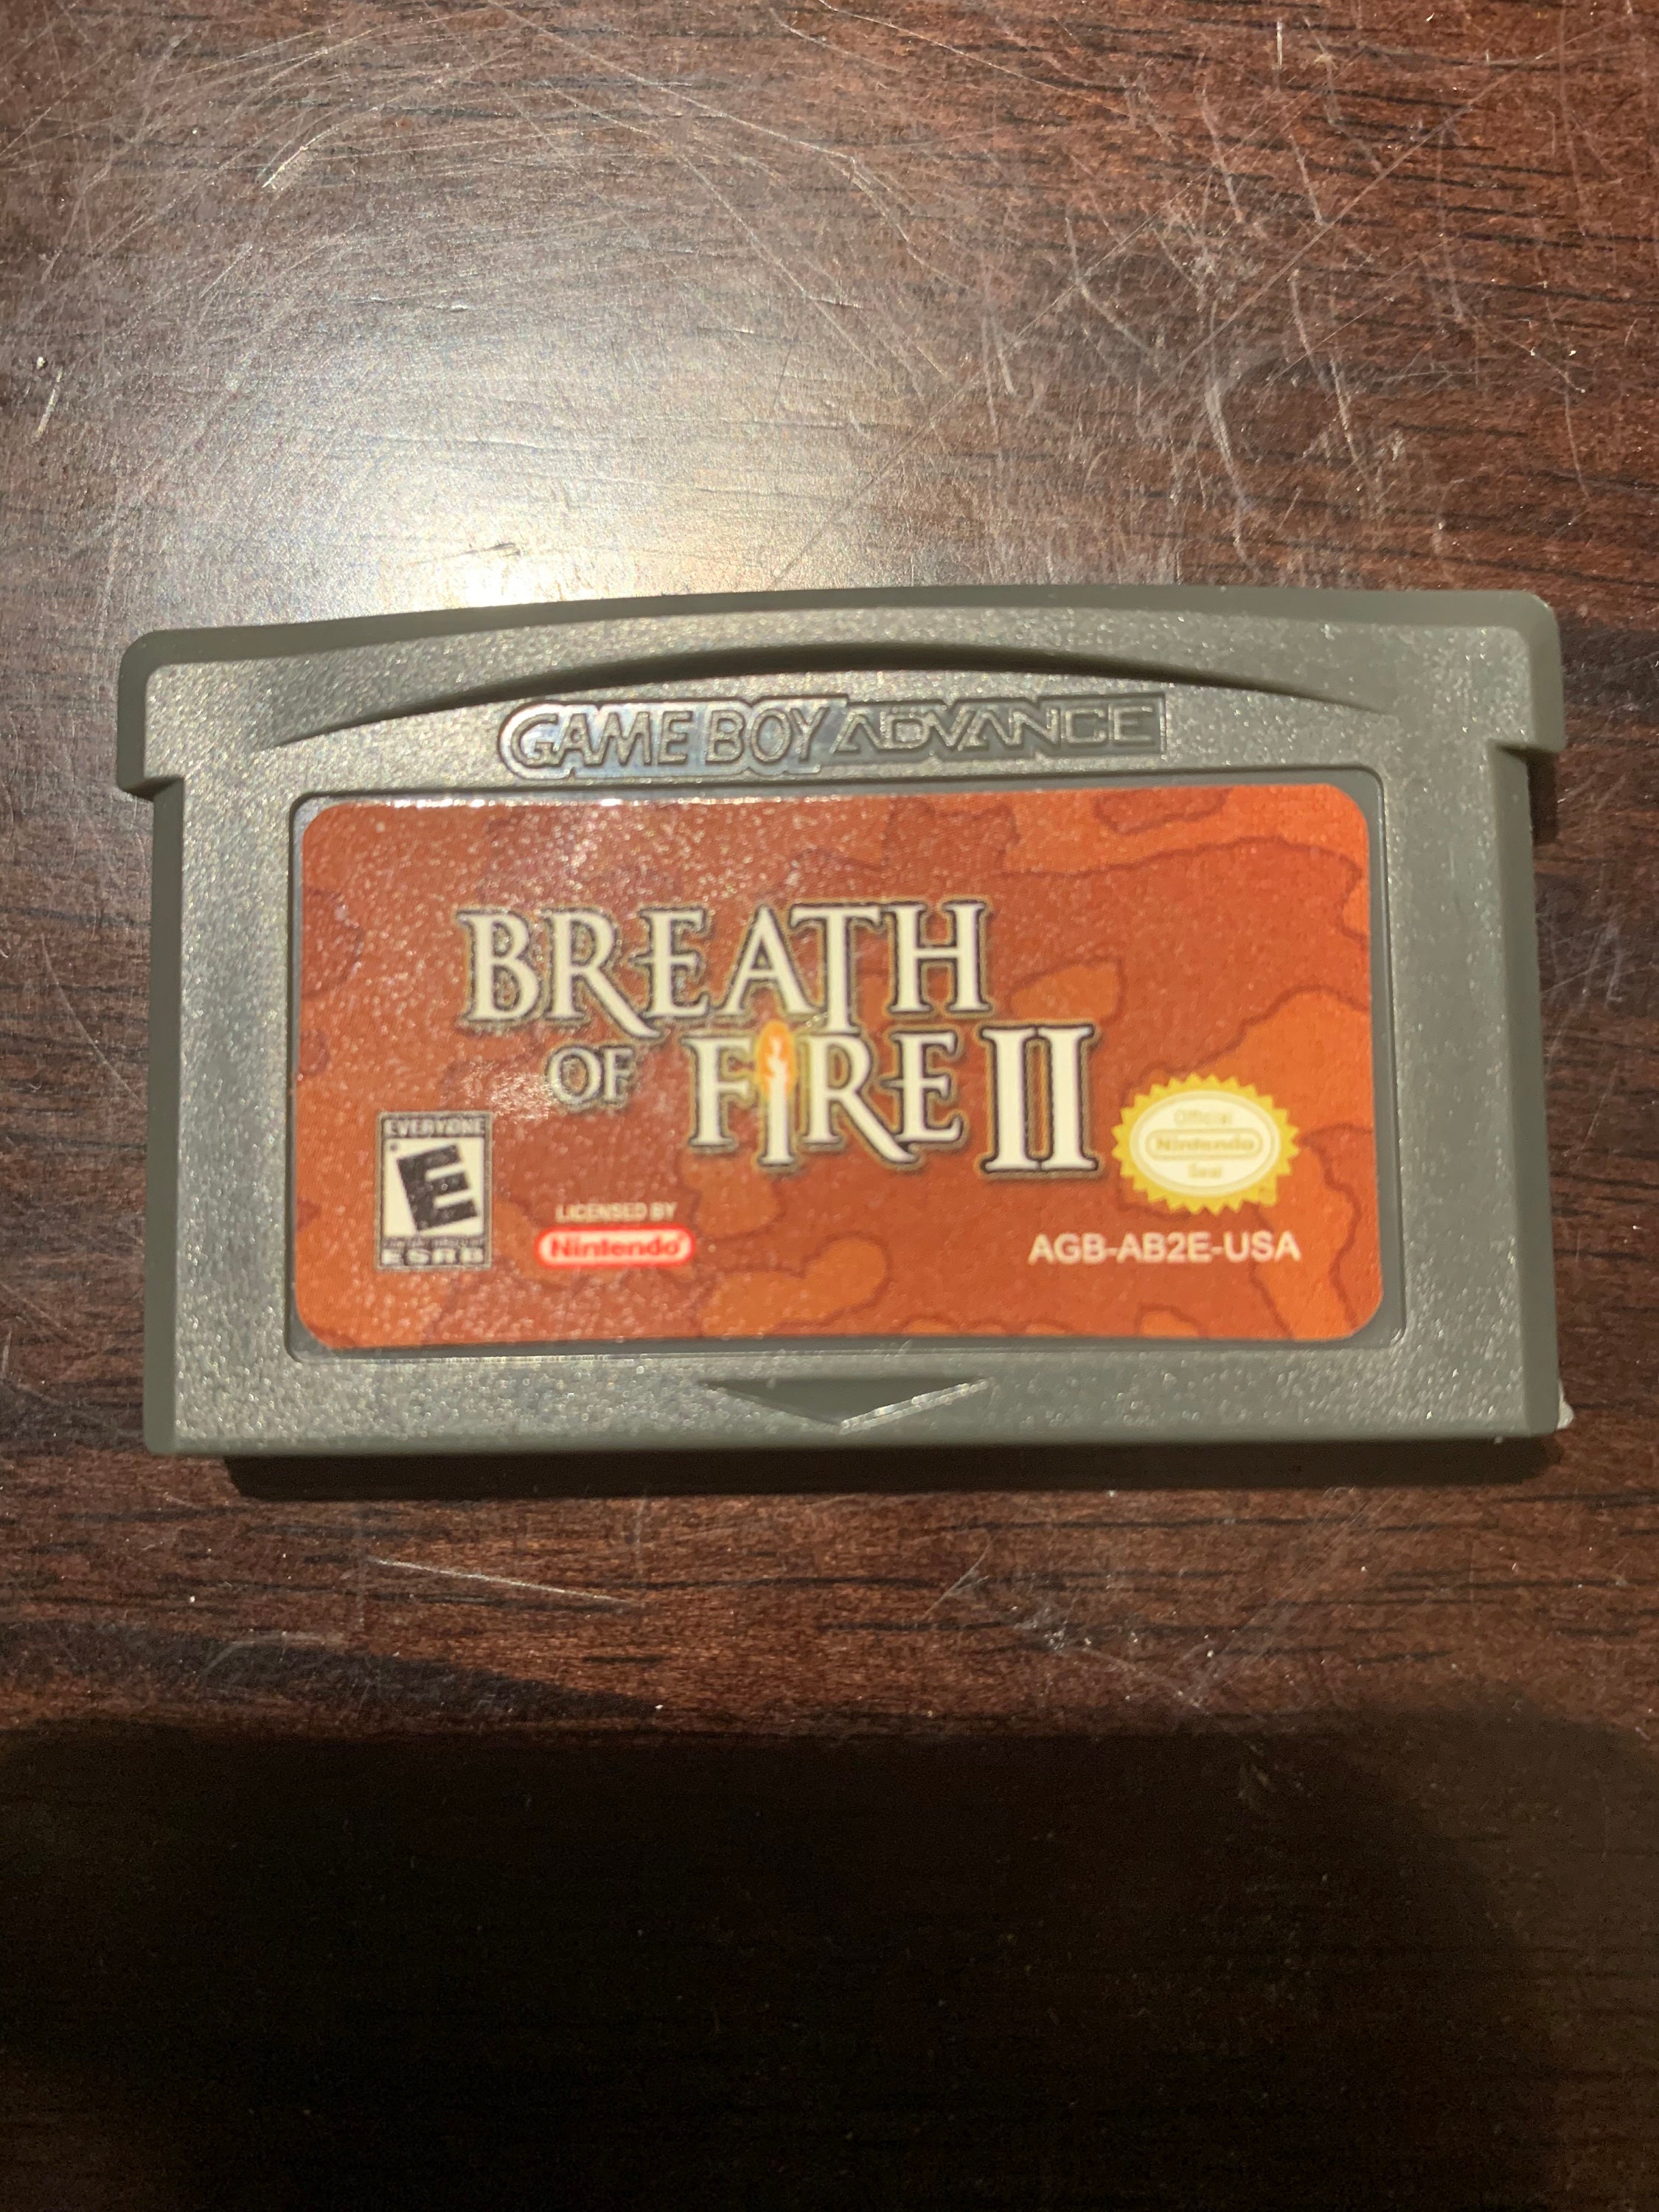 GAME BOY ADVANCE
BREATH
OF FIRE II
EVERYONE
E
ESRB
LICENSED BY
Nintendo
Official
Nintendo
Seal
AGB-AB2E-USA